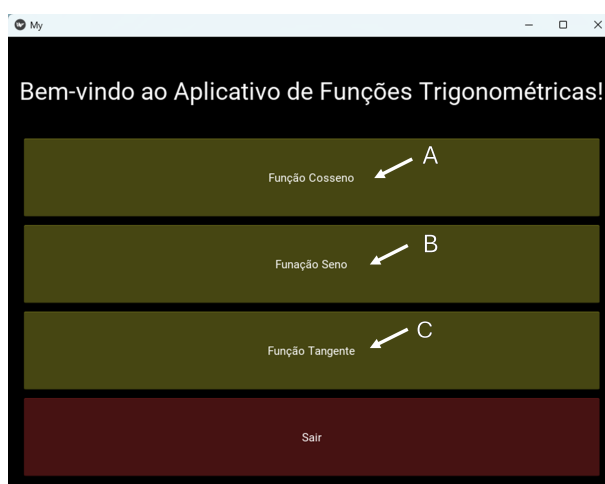 My
Bem-vindo ao Aplicativo de Funções Trigonométricas!
A
Função Cosseno
B
Funação Seno
C
Função Tangente
Sair